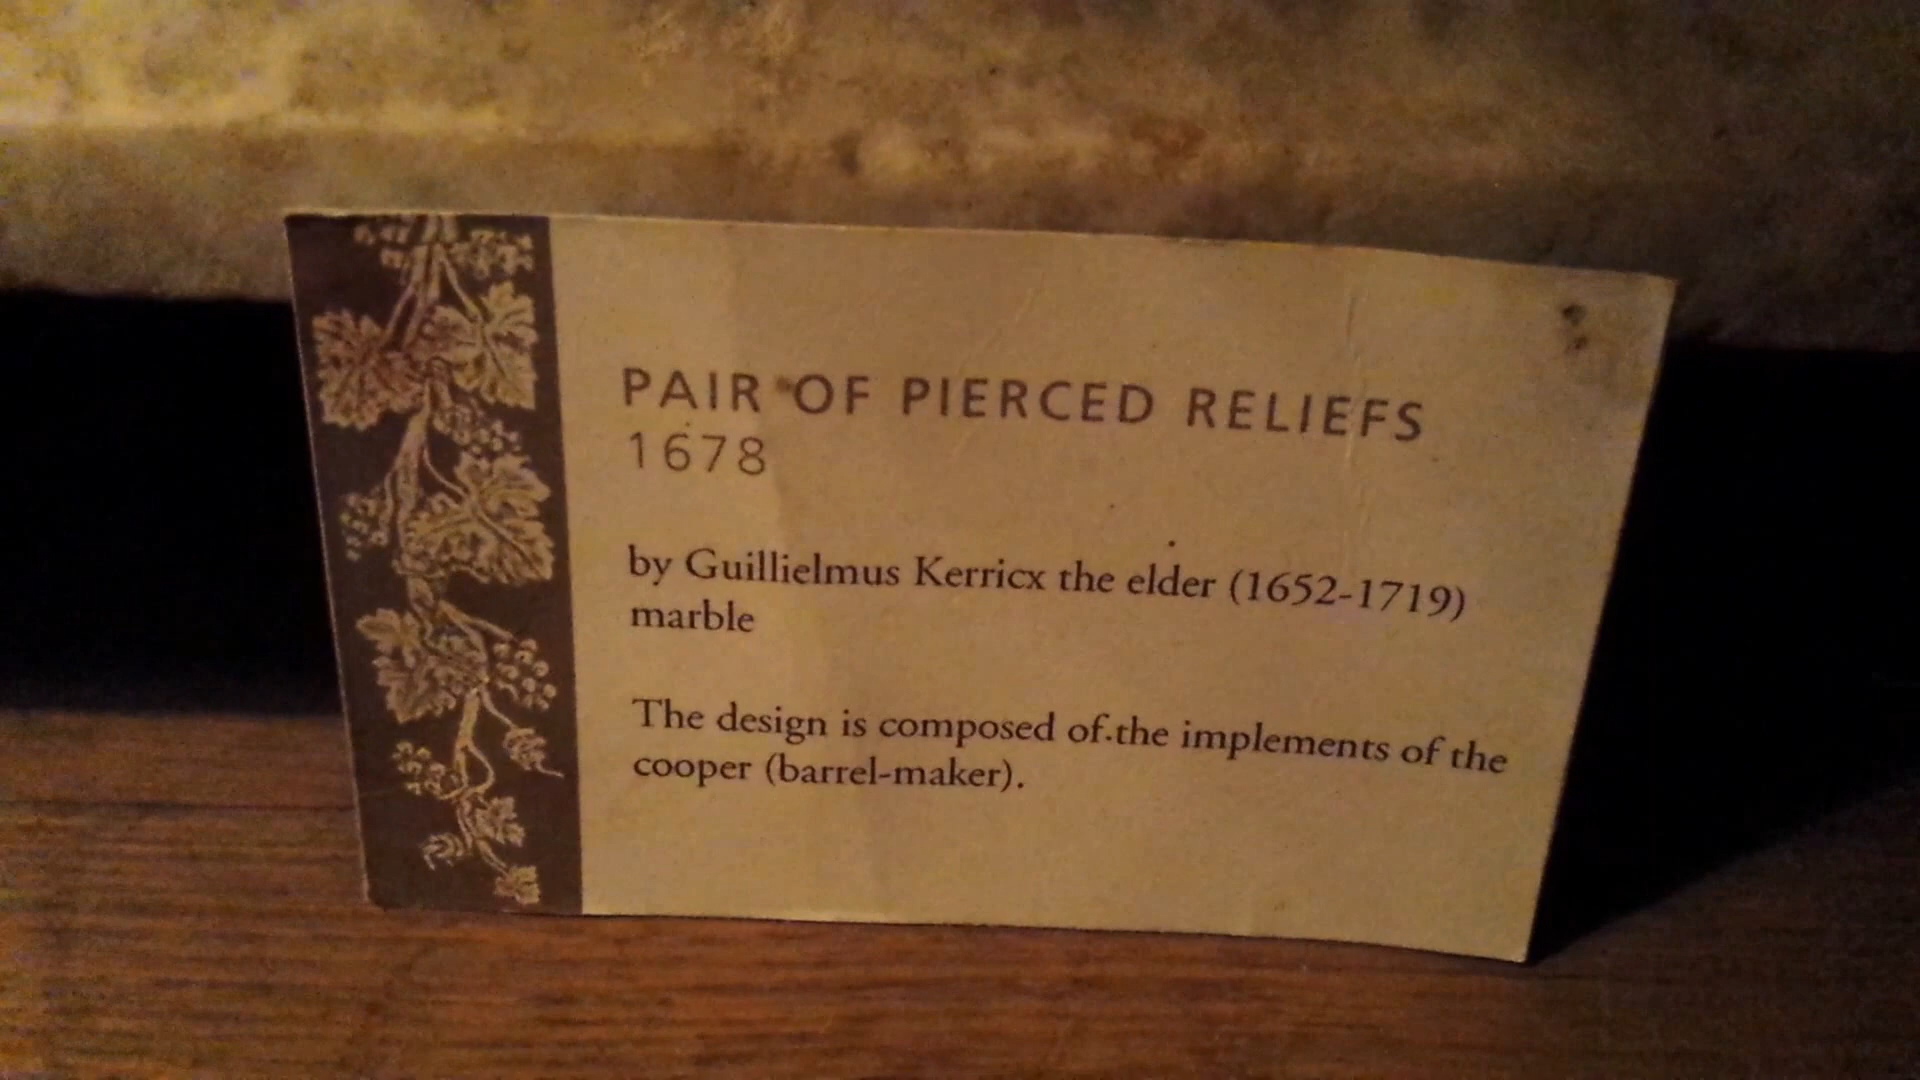 PAIR OF PIERCED RELIEFS
1678
by Guillielmus Kerricx the elder (1652-1719)
marble
The design is composed of the implements of the
cooper (barrel-maker).